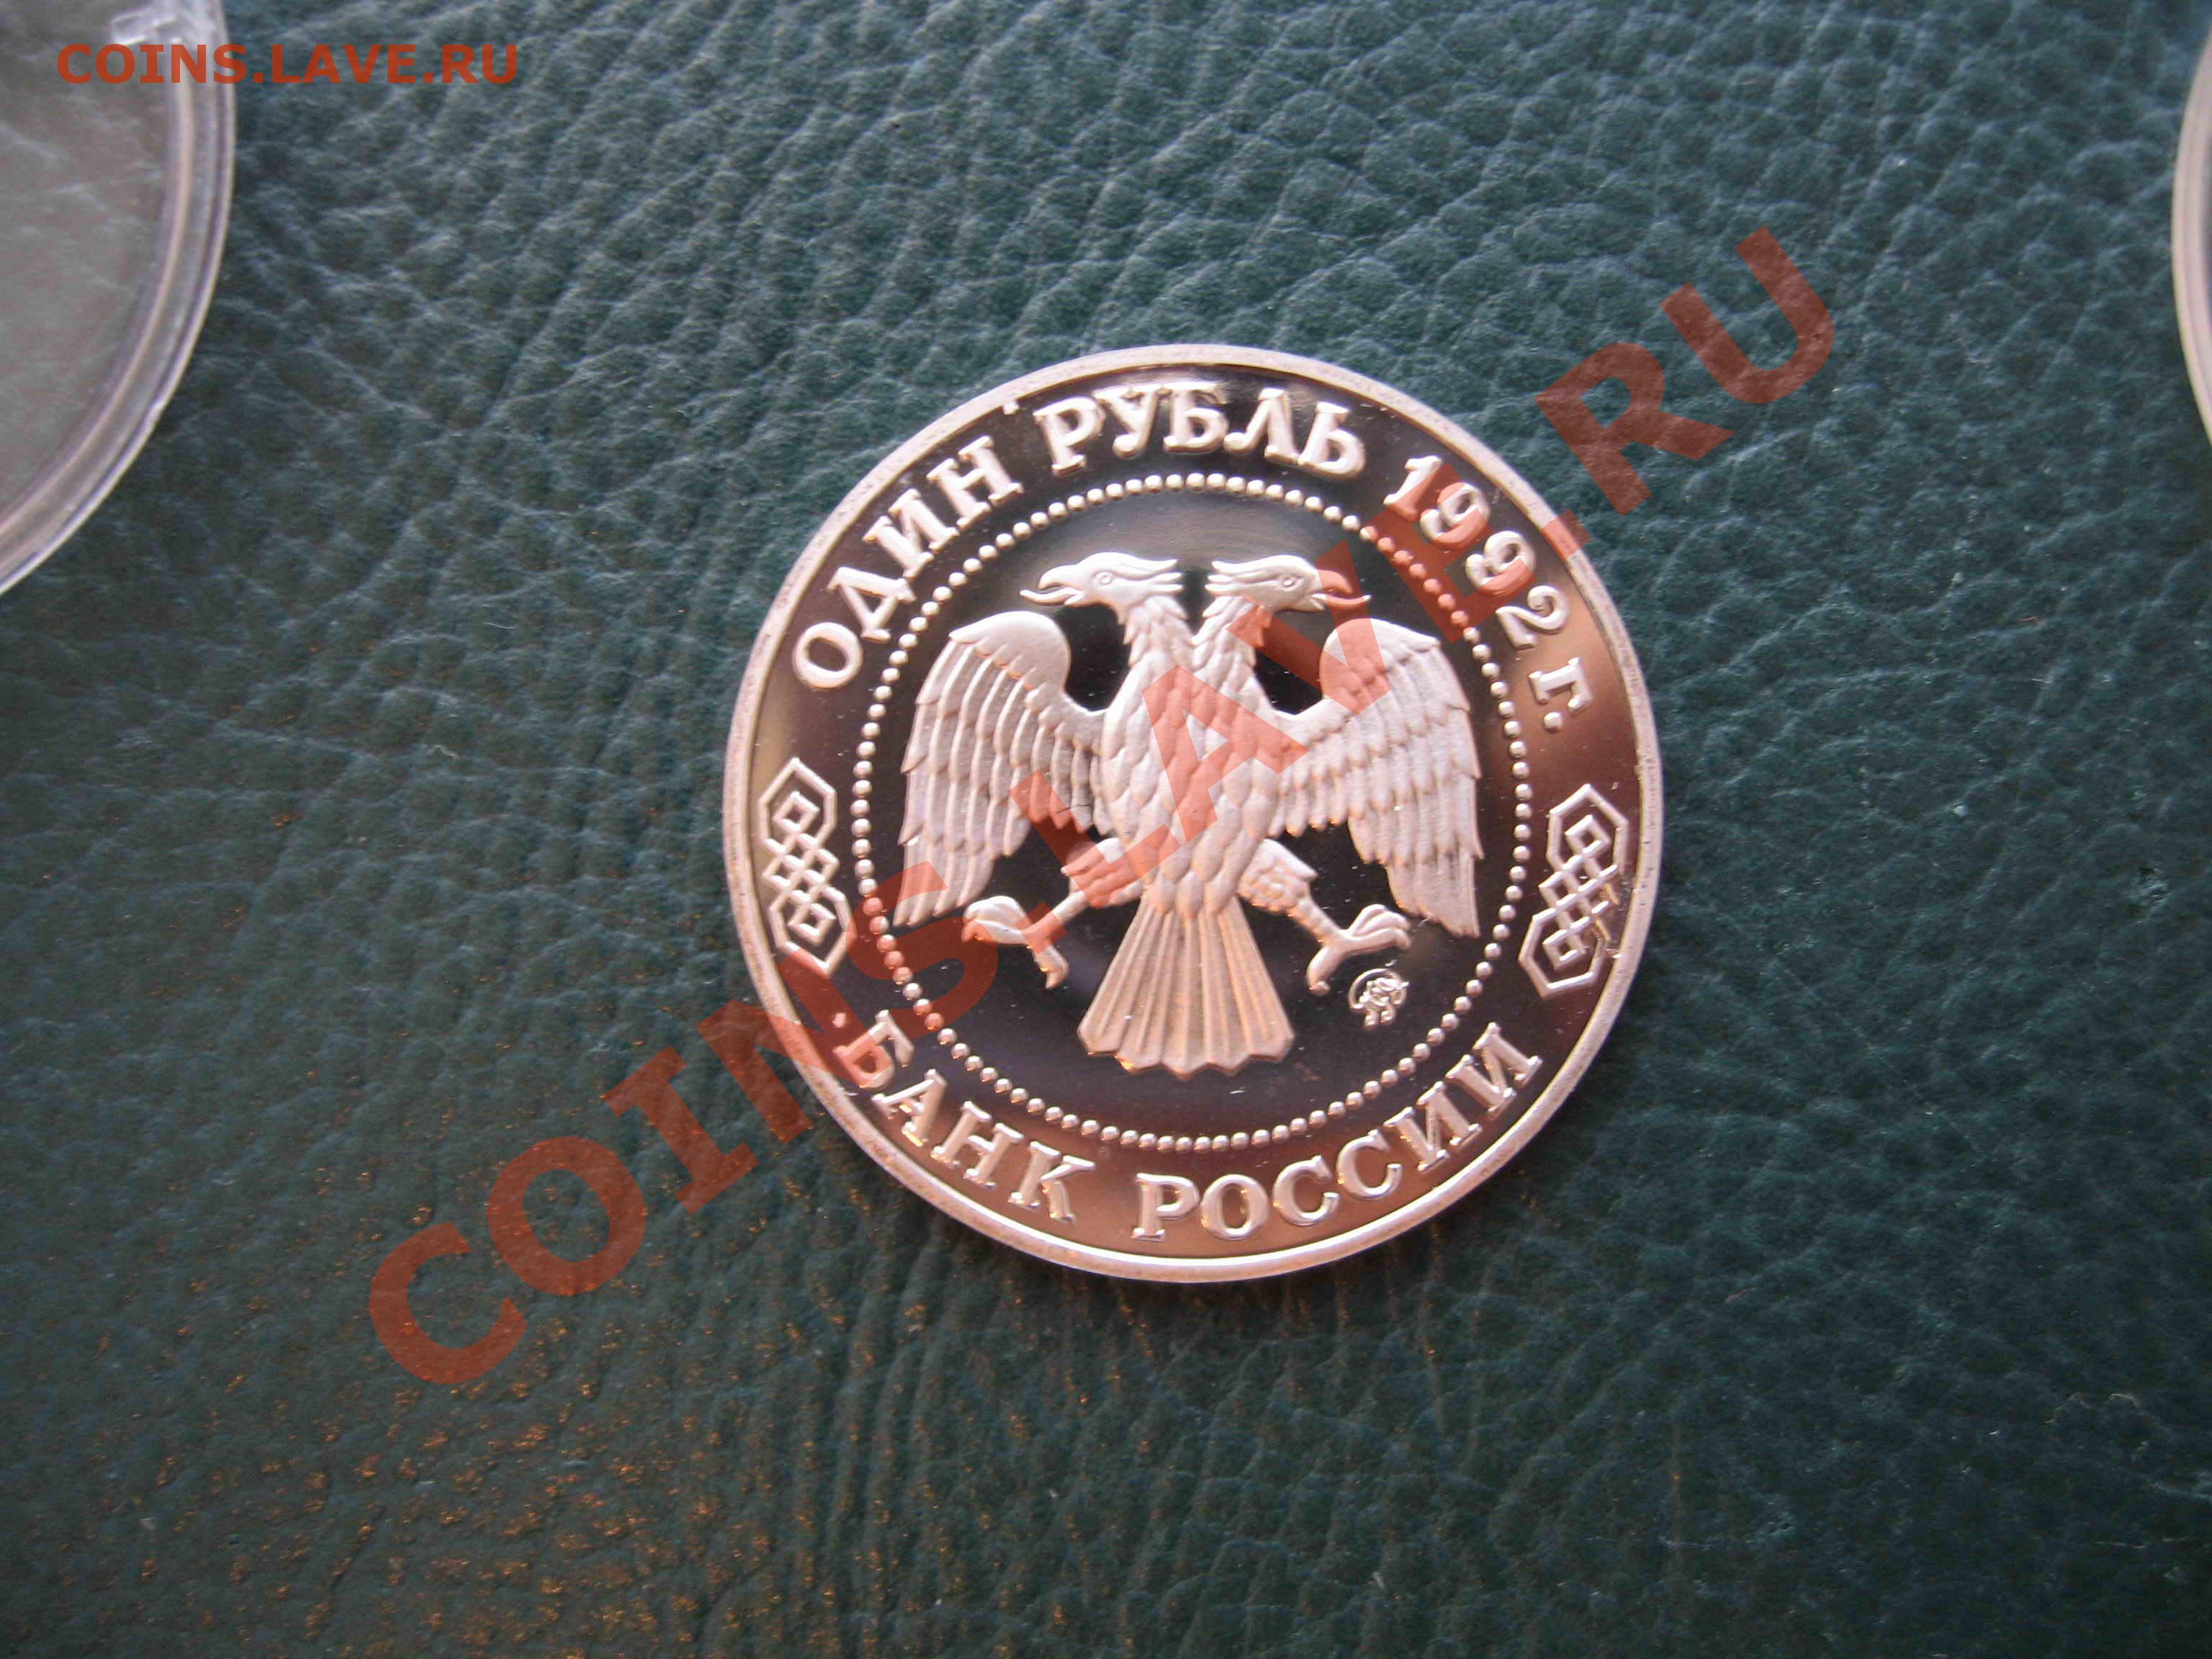 COINS.LAVE.RU
ОДИН РУБЛЬ 1992 г.
БАНК РОССИИ
COINS.LAVE.RU